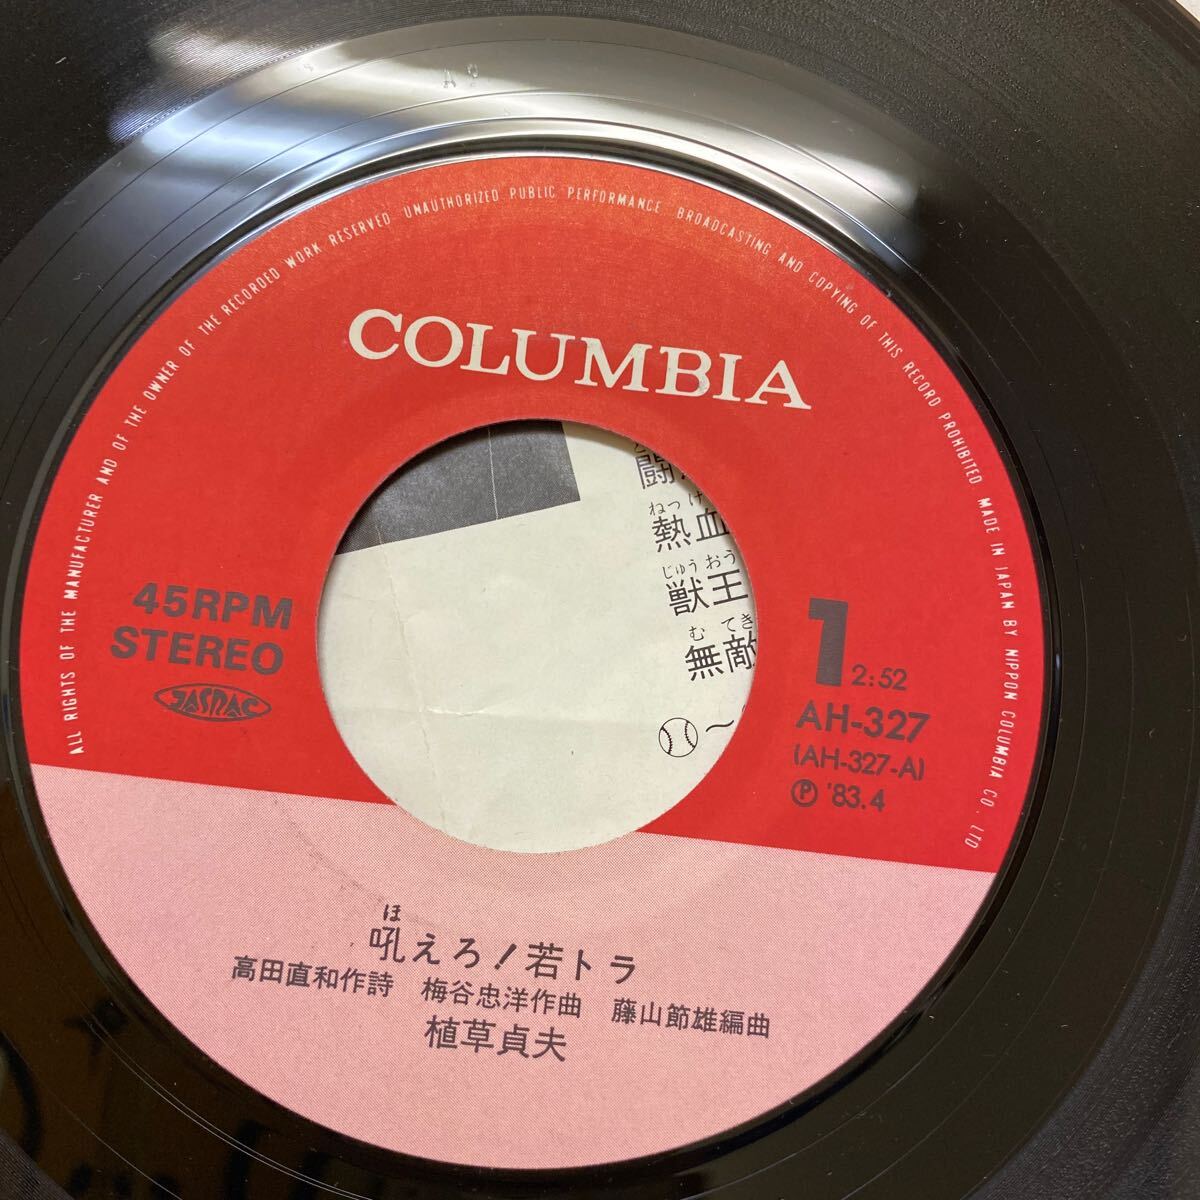 A2
ALL RIGHTS OF THE MANUFACTURER AND OF THE OWNER OF THE RECORDED WORK RESERVED UNAUTHORIZED PUBLIC PERFORMANCE BROADCASTING AND COPYING OF THIS RECORD PROHIBITED MADE IN JAPAN BY NIPPON COLUMBIA CO., LTD
COLUMBIA
闘
ねっけ
熱血
じゅうおう
獣王
むてき
無敵
〜
45RPM
STEREO
JASRAC
1
2:52
AH-327
(AH-327-A)
Ⓟ '83.4
ほ
吼えろ!若トラ
高田直和作詩 梅谷忠洋作曲 藤山節雄編曲
植草貞夫